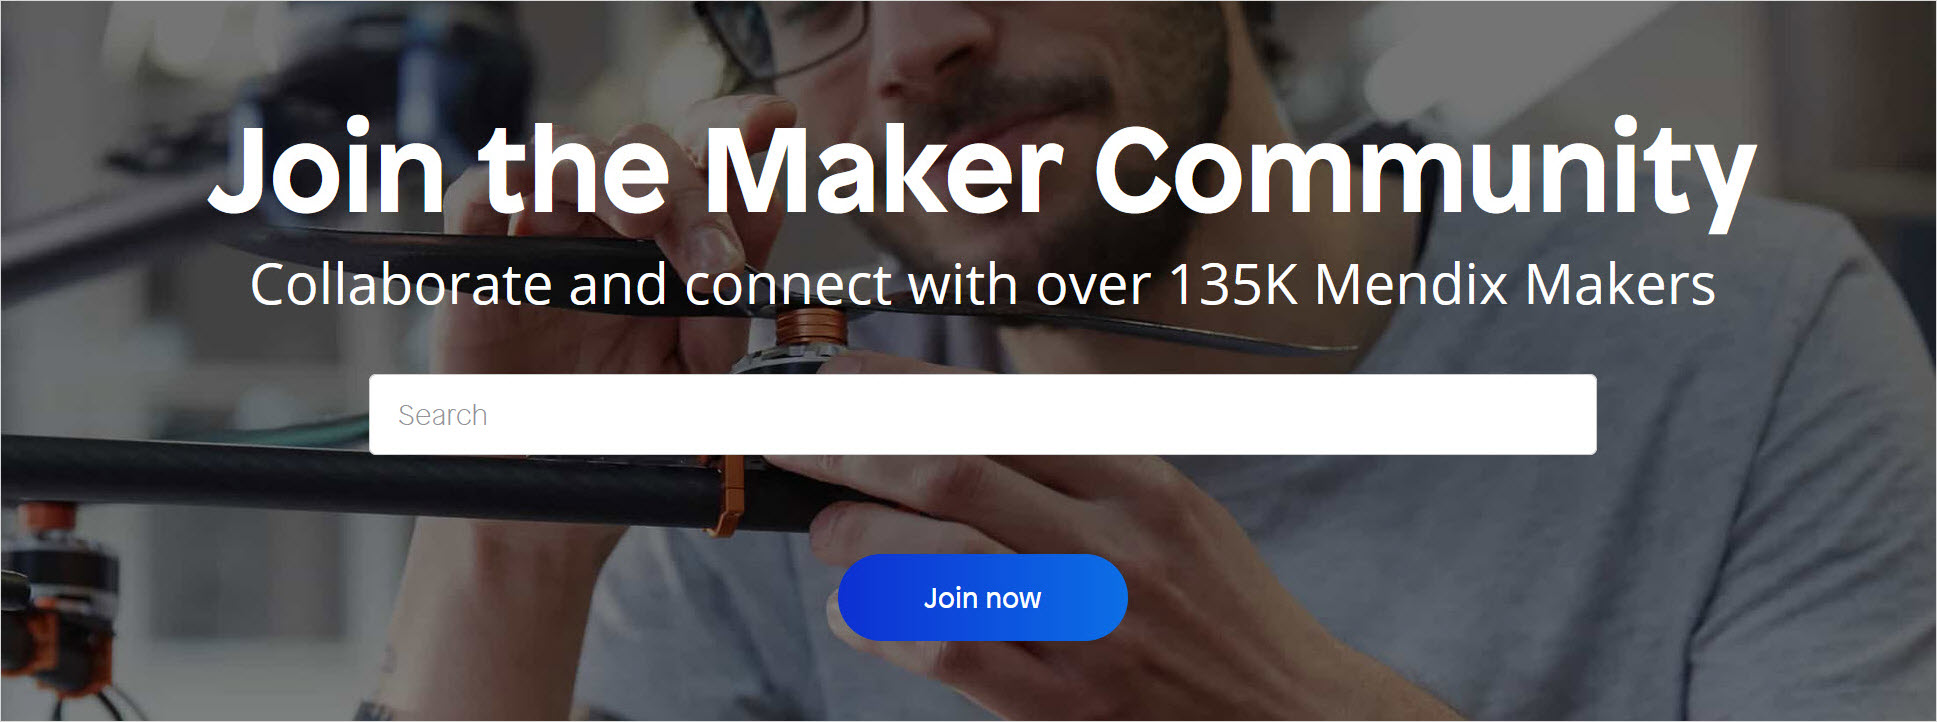 Join the Maker Community
Collaborate and connect with over 135K Mendix Makers
Search
Join now